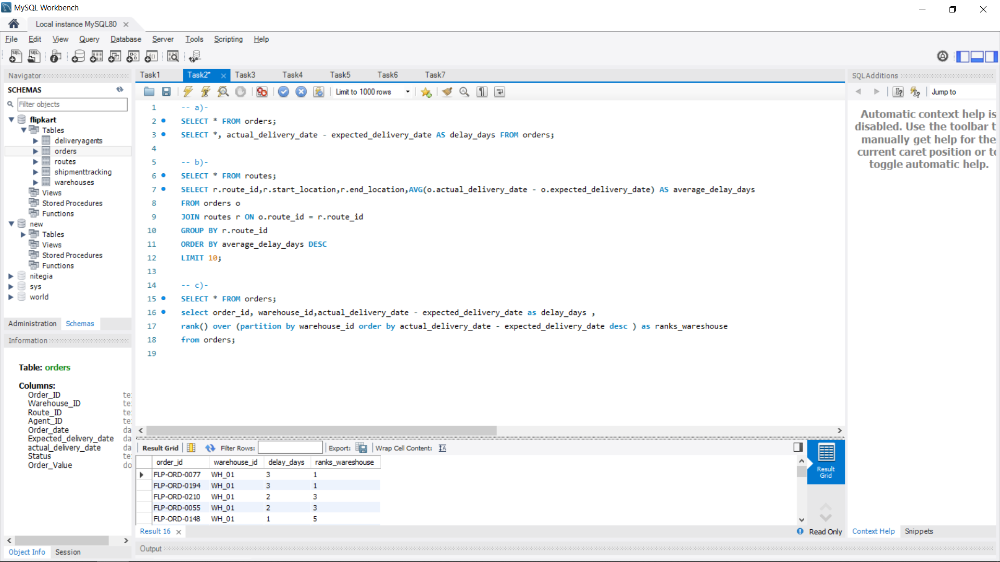 MySQL Workbench
Local instance MySQL80
File Edit View Query Database Server Tools Scripting Help
Navigator
SCHEMAS
Filter objects
flipkart
Tables
deliveryagents
orders
routes
shipmenttracking
warehouses
Views
Stored Procedures
Functions
new
Tables
Views
Stored Procedures
Functions
nitegia
sys
world
Administration Schemas
Information
Table: orders
Columns:
Order_ID te
Warehouse_ID te
Route_ID te
Agent_ID te
Order_date da
Expected_delivery_date da
actual_delivery_date da
Status te
Order_Value do
Object Info Session
Task1 Task2* Task3 Task4 Task5 Task6 Task7
Limit to 1000 rows
1 -- a)-
2 SELECT * FROM orders;
3 SELECT *, actual_delivery_date - expected_delivery_date AS delay_days FROM orders;
4
5 -- b)-
6 SELECT * FROM routes;
7 SELECT r.route_id,r.start_location,r.end_location,AVG(o.actual_delivery_date - o.expected_delivery_date) AS average_delay_days
8 FROM orders o
9 JOIN routes r ON o.route_id = r.route_id
10 GROUP BY r.route_id
11 ORDER BY average_delay_days DESC
12 LIMIT 10;
13
14 -- c)-
15 SELECT * FROM orders;
16 select order_id, warehouse_id,actual_delivery_date - expected_delivery_date as delay_days ,
17 rank() over (partition by warehouse_id order by actual_delivery_date - expected_delivery_date desc ) as ranks_wareshouse
18 from orders;
19
Result Grid Filter Rows: Export: Wrap Cell Content:
order_id warehouse_id delay_days ranks_wareshouse
FLP-ORD-0077 WH_01 3 1
FLP-ORD-0194 WH_01 3 1
FLP-ORD-0210 WH_01 2 3
FLP-ORD-0055 WH_01 2 3
FLP-ORD-0148 WH_01 1 5
Result
Grid
Result 16
Read Only
Output
SQLAdditions
Jump to
Automatic context help is
disabled. Use the toolbar t
manually get help for the
current caret position or to
toggle automatic help.
Context Help Snippets